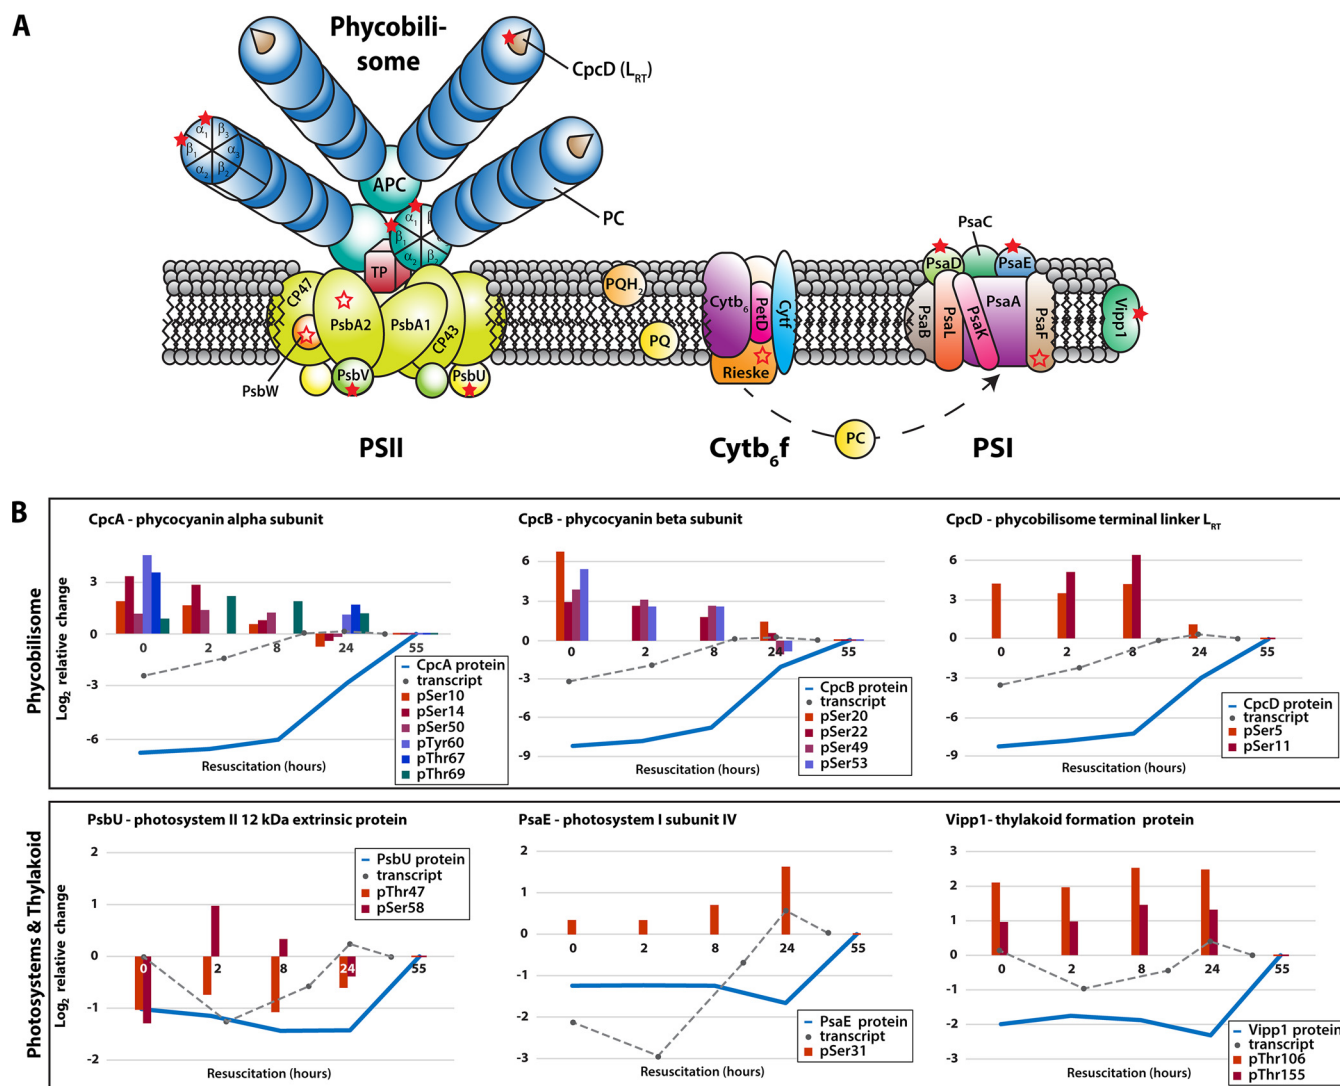 A
Phycobili-
some
CpcD (LRT)
α1 β3
β1 α3
α2 β2
APC
PC
α1 β
β1
α2 β2
TP
CP47
PsbA2
PsbA1
CP43
PsbW
PsbV
PsbU
PSII
PQH2
PQ
Cytb6
PetD
Cytf
Rieske
Cytb6f
PC
PsaC
PsaD
PsaE
PsaB
PsaL
PsaK
PsaA
PsaF
Vipp1
PSI
B
Phycobilisome
CpcA - phycocyanin alpha subunit
Log2 relative change
3
0
-3
-6
0 2 8 24 55
CpcA protein
transcript
pSer10
pSer14
pSer50
pTyr60
pThr67
pThr69
Resuscitation (hours)
CpcB - phycocyanin beta subunit
6
3
0
-3
-6
-9
0 2 8 24 55
CpcB protein
transcript
pSer20
pSer22
pSer49
pSer53
Resuscitation (hours)
CpcD - phycobilisome terminal linker LRT
6
3
0
-3
-6
-9
0 2 8 24 55
CpcD protein
transcript
pSer5
pSer11
Resuscitation (hours)
Photosystems & Thylakoid
PsbU - photosystem II 12 kDa extrinsic protein
Log2 relative change
2
1
0
-1
-2
0 2 8 24 55
PsbU protein
transcript
pThr47
pSer58
Resuscitation (hours)
PsaE - photosystem I subunit IV
2
1
0
-1
-2
-3
0 2 8 24 55
PsaE protein
transcript
pSer31
Resuscitation (hours)
Vipp1- thylakoid formation protein
3
2
1
0
-1
-2
-3
0 2 8 24 55
Vipp1 protein
transcript
pThr106
pThr155
Resuscitation (hours)